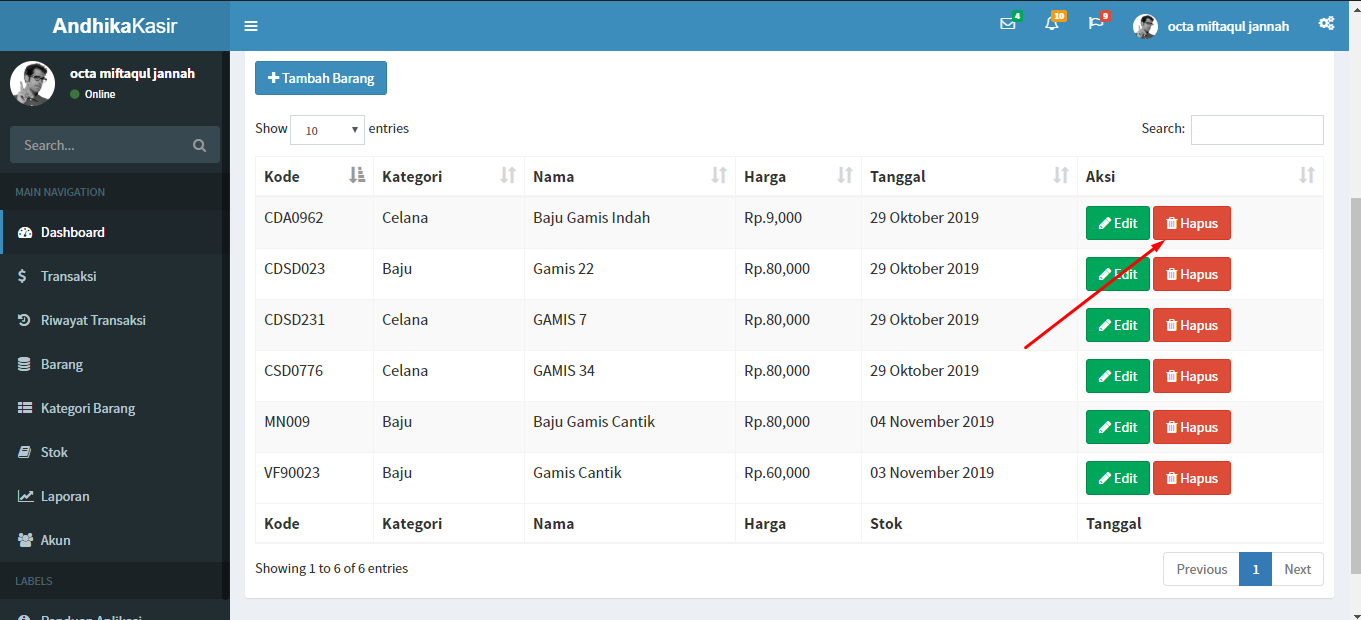 AndhikaKasir
4 10 9 octa miftaqul jannah
octa miftaqul jannah
Online
Search...
MAIN NAVIGATION
Dashboard
Transaksi
Riwayat Transaksi
Barang
Kategori Barang
Stok
Laporan
Akun
LABELS
Panduan Aplikasi
Tambah Barang
Show 10 entries
Search:
Kode Kategori Nama Harga Tanggal Aksi
CDA0962 Celana Baju Gamis Indah Rp.9,000 29 Oktober 2019 Edit Hapus
CDSD023 Baju Gamis 22 Rp.80,000 29 Oktober 2019 Edit Hapus
CDSD231 Celana GAMIS 7 Rp.80,000 29 Oktober 2019 Edit Hapus
CSD0776 Celana GAMIS 34 Rp.80,000 29 Oktober 2019 Edit Hapus
MN009 Baju Baju Gamis Cantik Rp.80,000 04 November 2019 Edit Hapus
VF90023 Baju Gamis Cantik Rp.60,000 03 November 2019 Edit Hapus
Kode Kategori Nama Harga Stok Tanggal
Showing 1 to 6 of 6 entries
Previous 1 Next